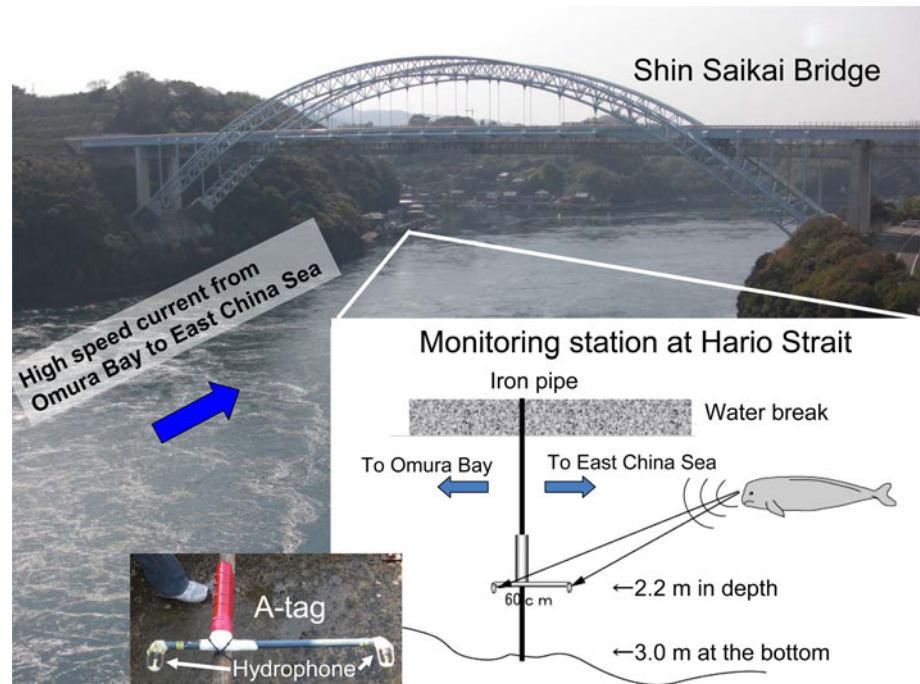 Shin Saikai Bridge
High speed current from
Omura Bay to East China Sea
Monitoring station at Hario Strait
Iron pipe
Water break
To Omura Bay
To East China Sea
60 c m
←2.2 m in depth
←3.0 m at the bottom
A-tag
Hydrophone